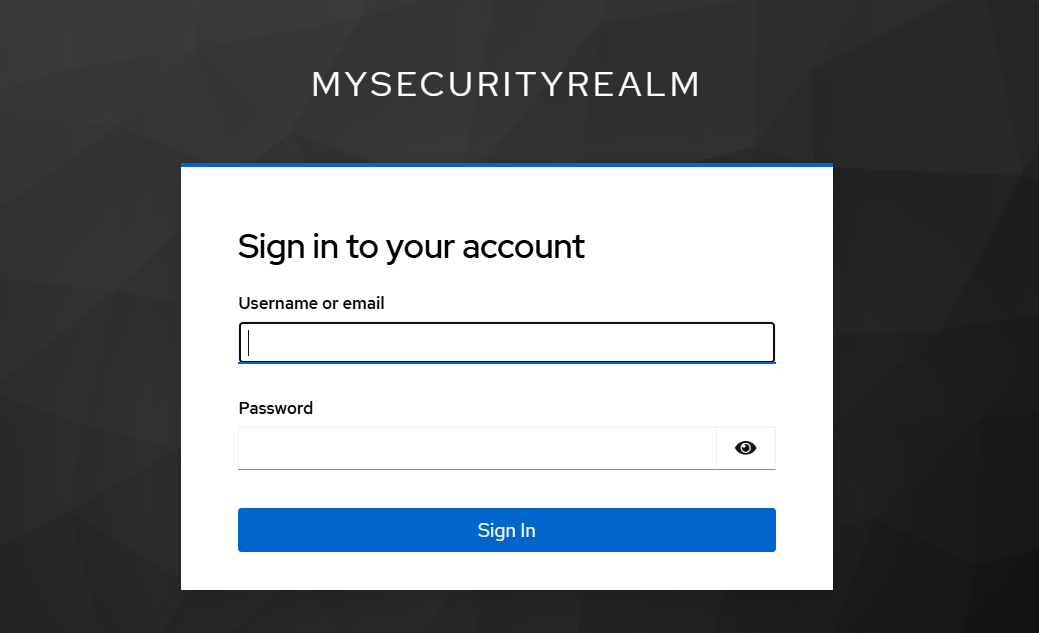 MYSECURITYREALM
Sign in to your account
Username or email
Password
Sign In